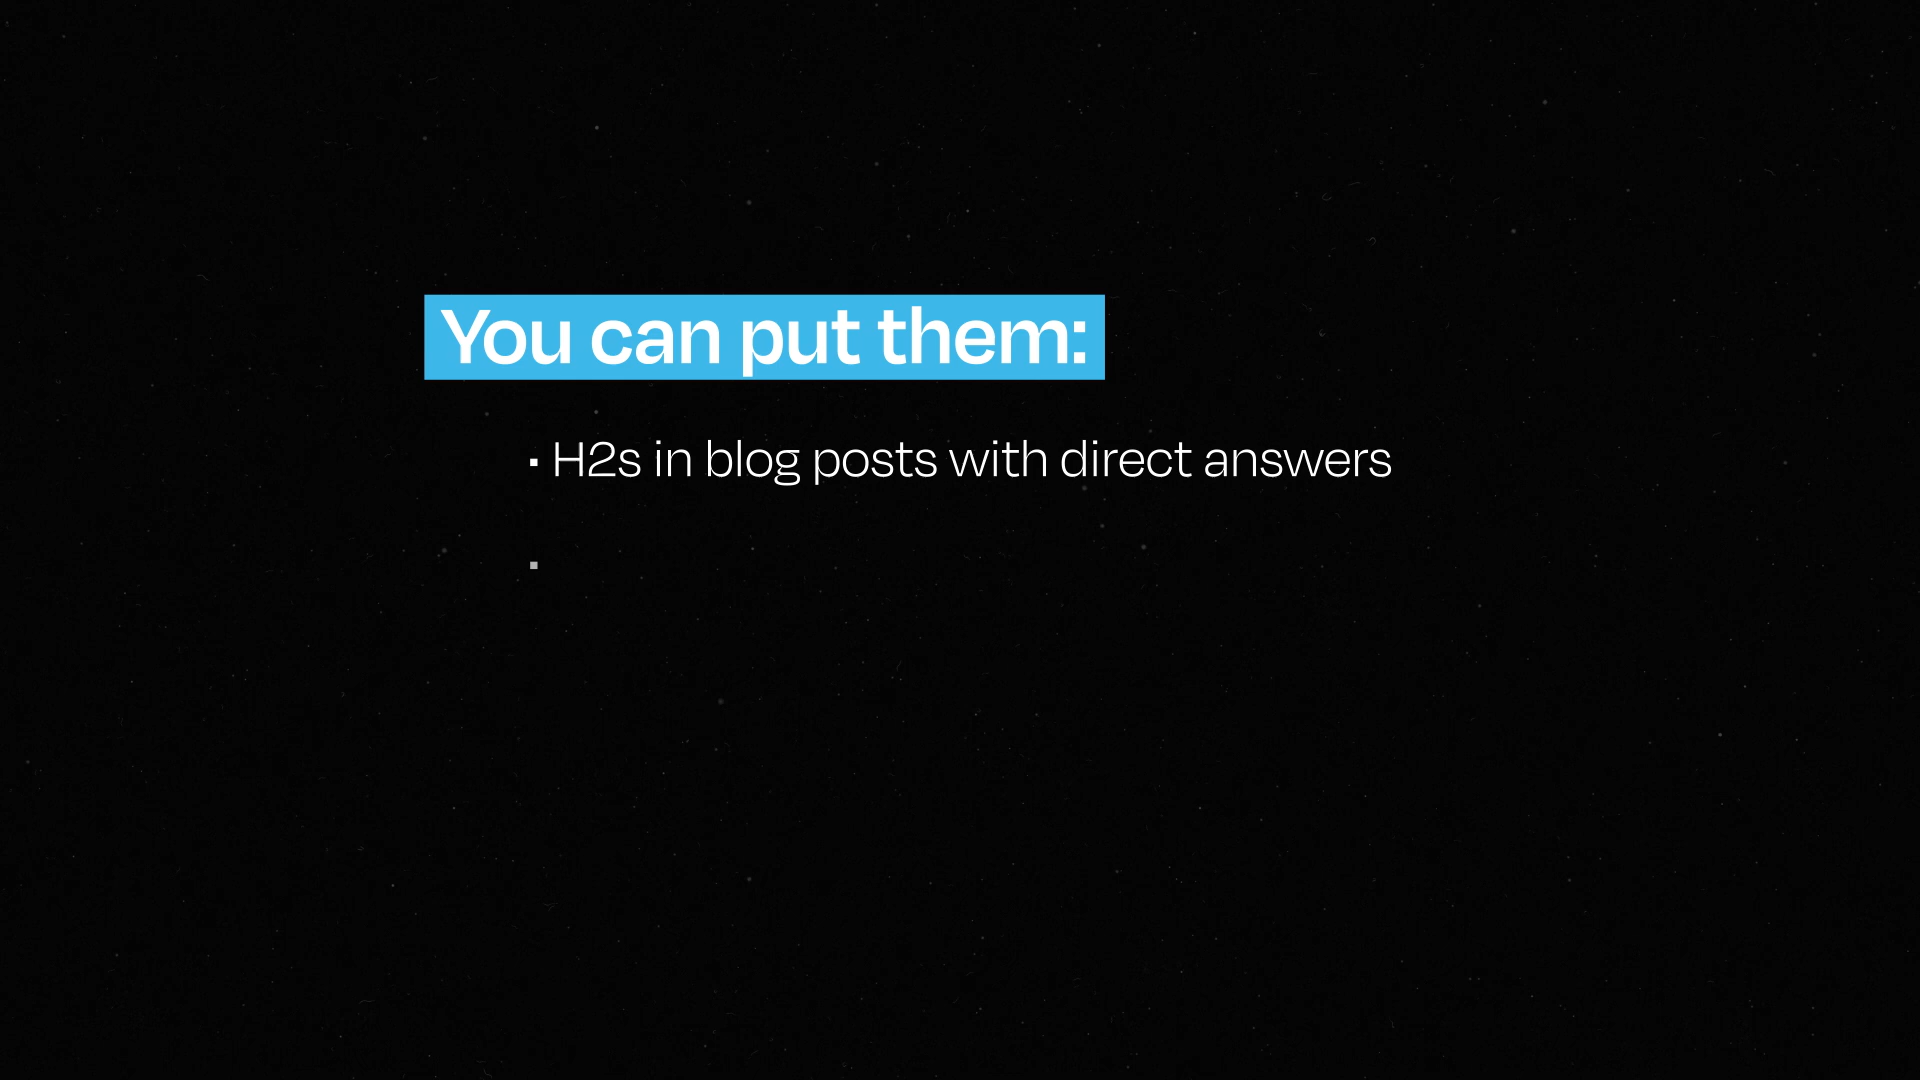 You can put them:
▪ H2s in blog posts with direct answers
▪